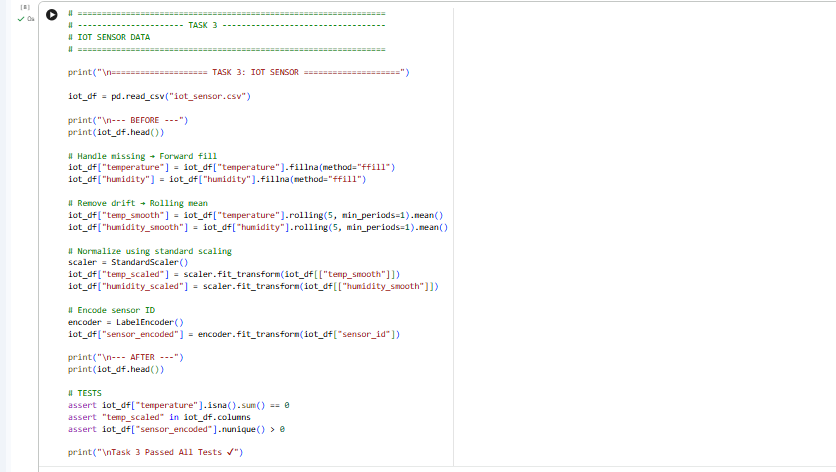 [8]
✓ 0s
# ================================================================
# ---------------------- TASK 3 ----------------------------------
# IOT SENSOR DATA
# ================================================================
print("\n==================== TASK 3: IOT SENSOR ====================")
iot_df = pd.read_csv("iot_sensor.csv")
print("\n--- BEFORE ---")
print(iot_df.head())
# Handle missing → Forward fill
iot_df["temperature"] = iot_df["temperature"].fillna(method="ffill")
iot_df["humidity"] = iot_df["humidity"].fillna(method="ffill")
# Remove drift → Rolling mean
iot_df["temp_smooth"] = iot_df["temperature"].rolling(5, min_periods=1).mean()
iot_df["humidity_smooth"] = iot_df["humidity"].rolling(5, min_periods=1).mean()
# Normalize using standard scaling
scaler = StandardScaler()
iot_df["temp_scaled"] = scaler.fit_transform(iot_df[["temp_smooth"]])
iot_df["humidity_scaled"] = scaler.fit_transform(iot_df[["humidity_smooth"]])
# Encode sensor ID
encoder = LabelEncoder()
iot_df["sensor_encoded"] = encoder.fit_transform(iot_df["sensor_id"])
print("\n--- AFTER ---")
print(iot_df.head())
# TESTS
assert iot_df["temperature"].isna().sum() == 0
assert "temp_scaled" in iot_df.columns
assert iot_df["sensor_encoded"].nunique() > 0
print("\nTask 3 Passed All Tests ✓")